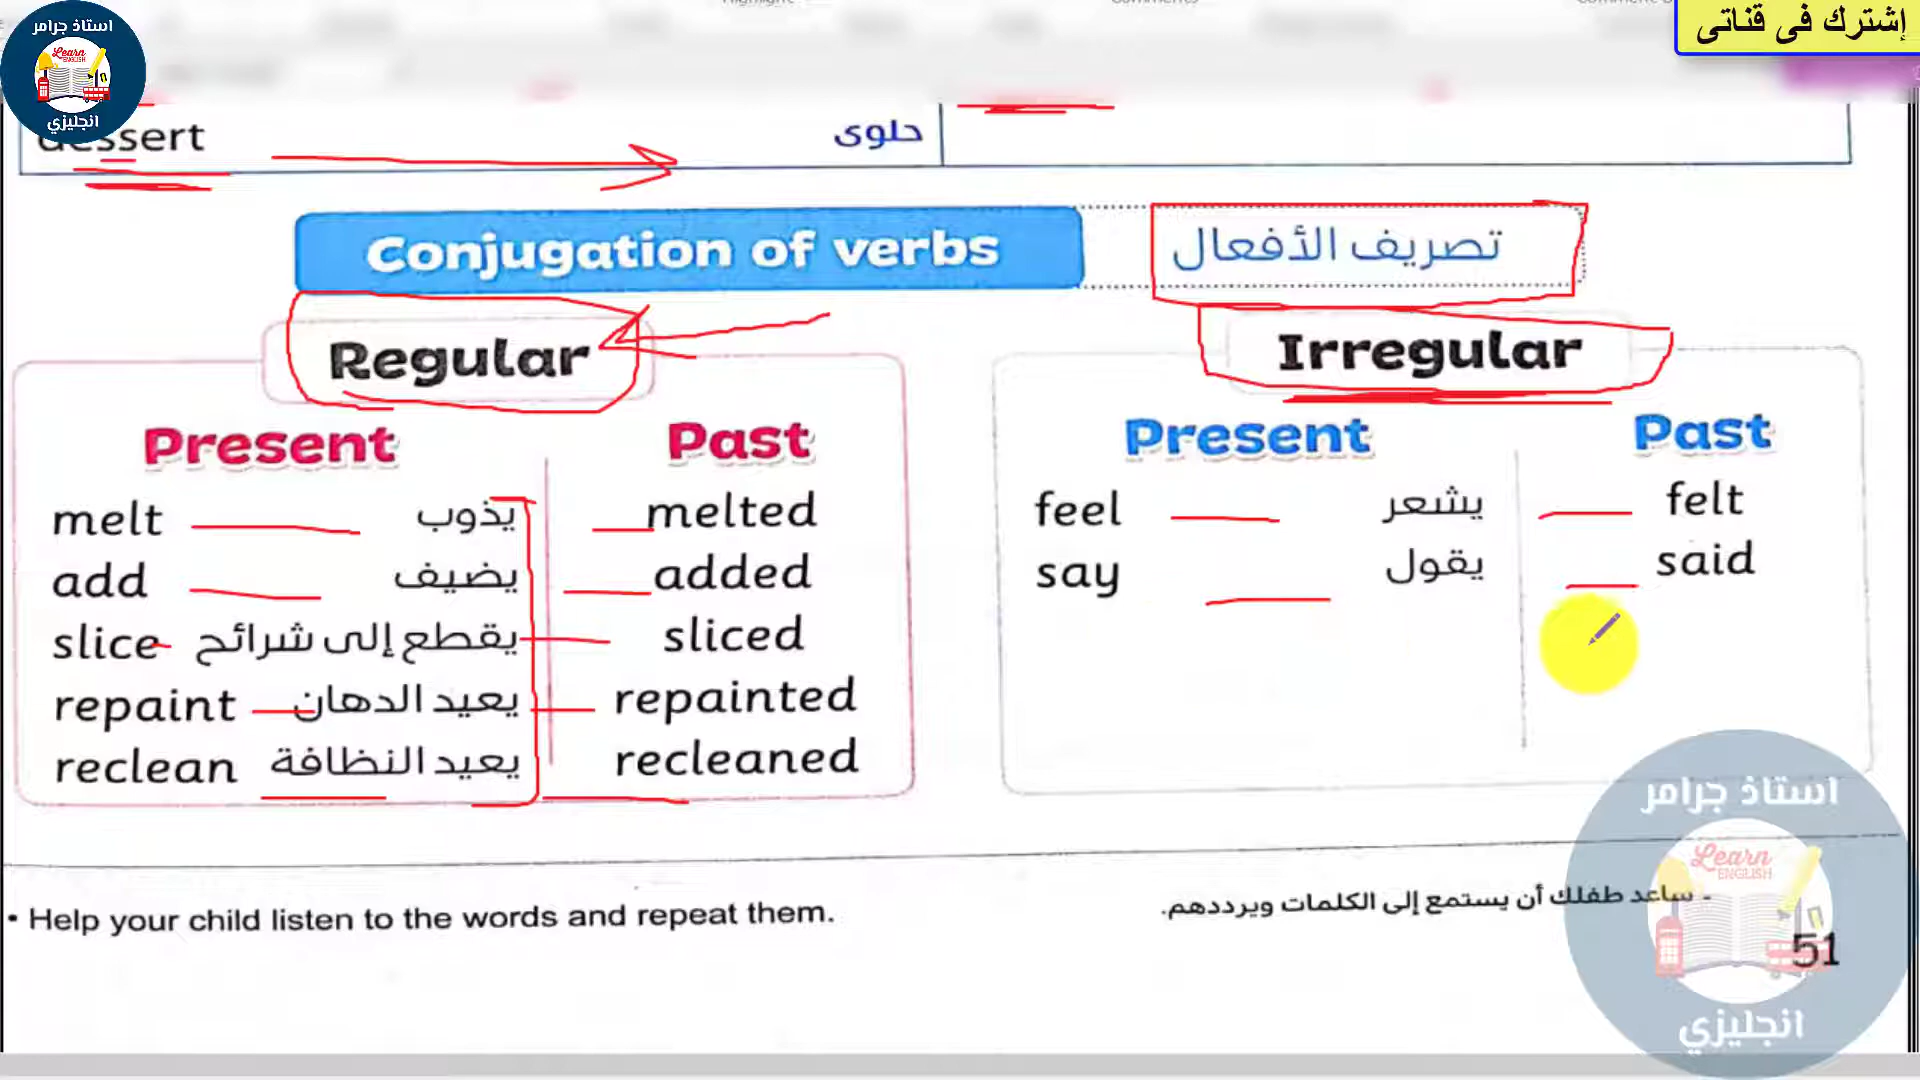 استاذ جرامر
Learn
ENGLISH
انجليزي
إشترك فى قناتى
dessert حلوى
Conjugation of verbs تصريف الأفعال
Regular
Present Past
melt يذوب melted
add يضيف added
slice يقطع إلى شرائح sliced
repaint يعيد الدهان repainted
reclean يعيد النظافة recleaned
Irregular
Present Past
feel يشعر felt
say يقول said
• Help your child listen to the words and repeat them.
- ساعد طفلك أن يستمع إلى الكلمات ويرددهم.
51
استاذ جرامر
Learn
ENGLISH
انجليزي